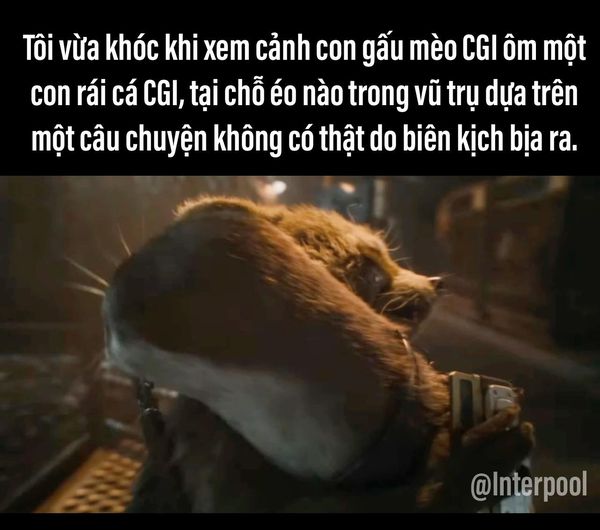 Tôi vừa khóc khi xem cảnh con gấu mèo CGI ôm một
con rái cá CGI, tại chỗ éo nào trong vũ trụ dựa trên
một câu chuyện không có thật do biên kịch bịa ra.
@Interpool